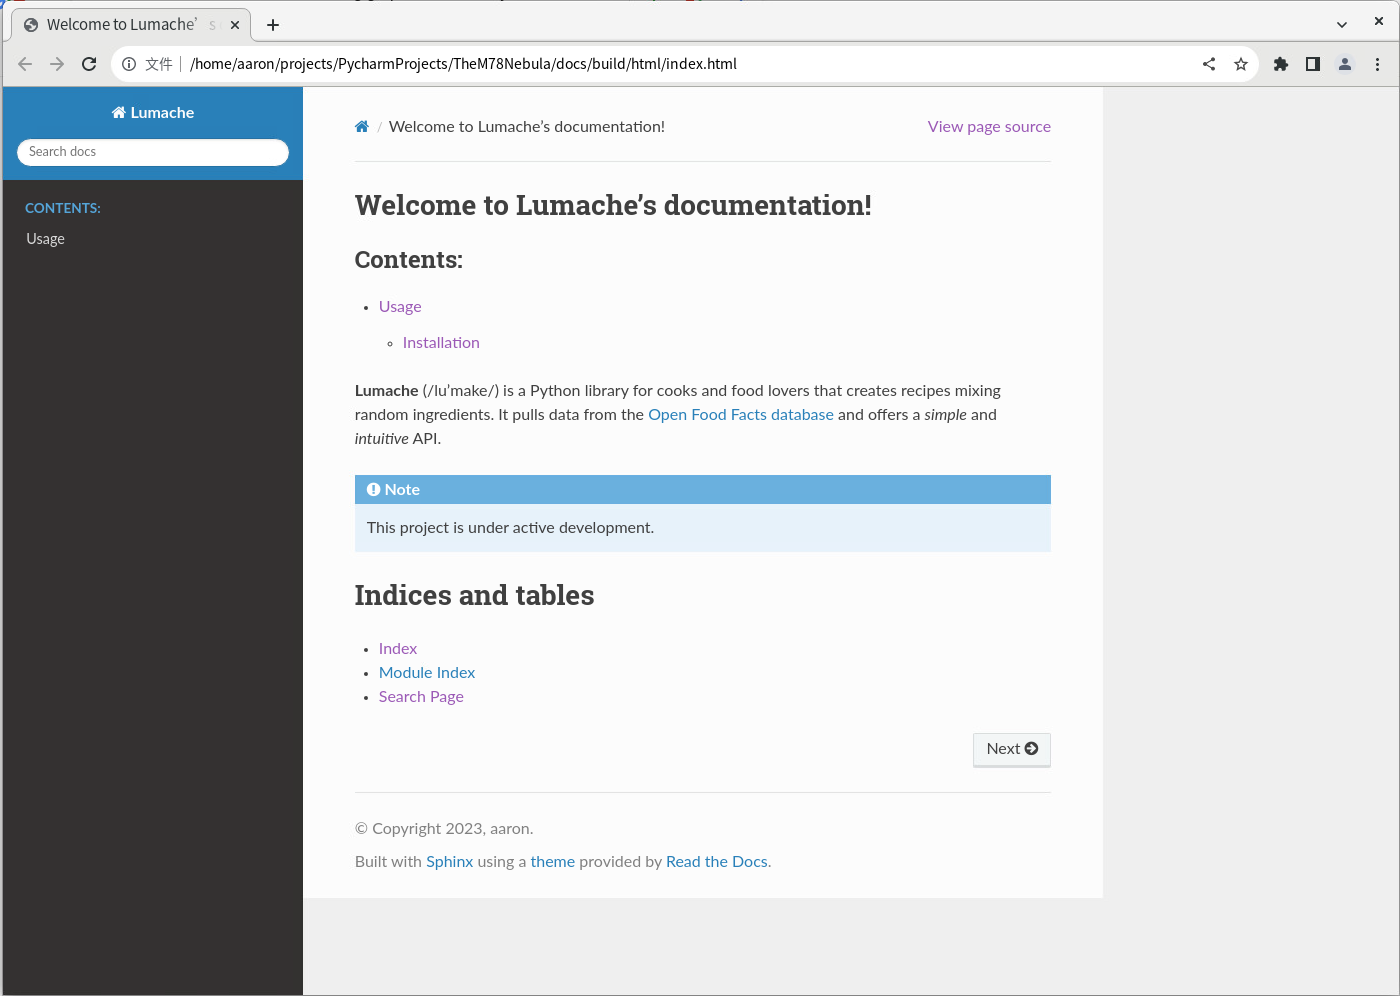 Welcome to Lumache’
文件
/home/aaron/projects/PycharmProjects/TheM78Nebula/docs/build/html/index.html
Lumache
Search docs
CONTENTS:
Usage
/ Welcome to Lumache’s documentation!
View page source
Welcome to Lumache’s documentation!
Contents:
Usage
Installation
Lumache (/lu’make/) is a Python library for cooks and food lovers that creates recipes mixing
random ingredients. It pulls data from the Open Food Facts database and offers a simple and
intuitive API.
Note
This project is under active development.
Indices and tables
Index
Module Index
Search Page
Next
© Copyright 2023, aaron.
Built with Sphinx using a theme provided by Read the Docs.